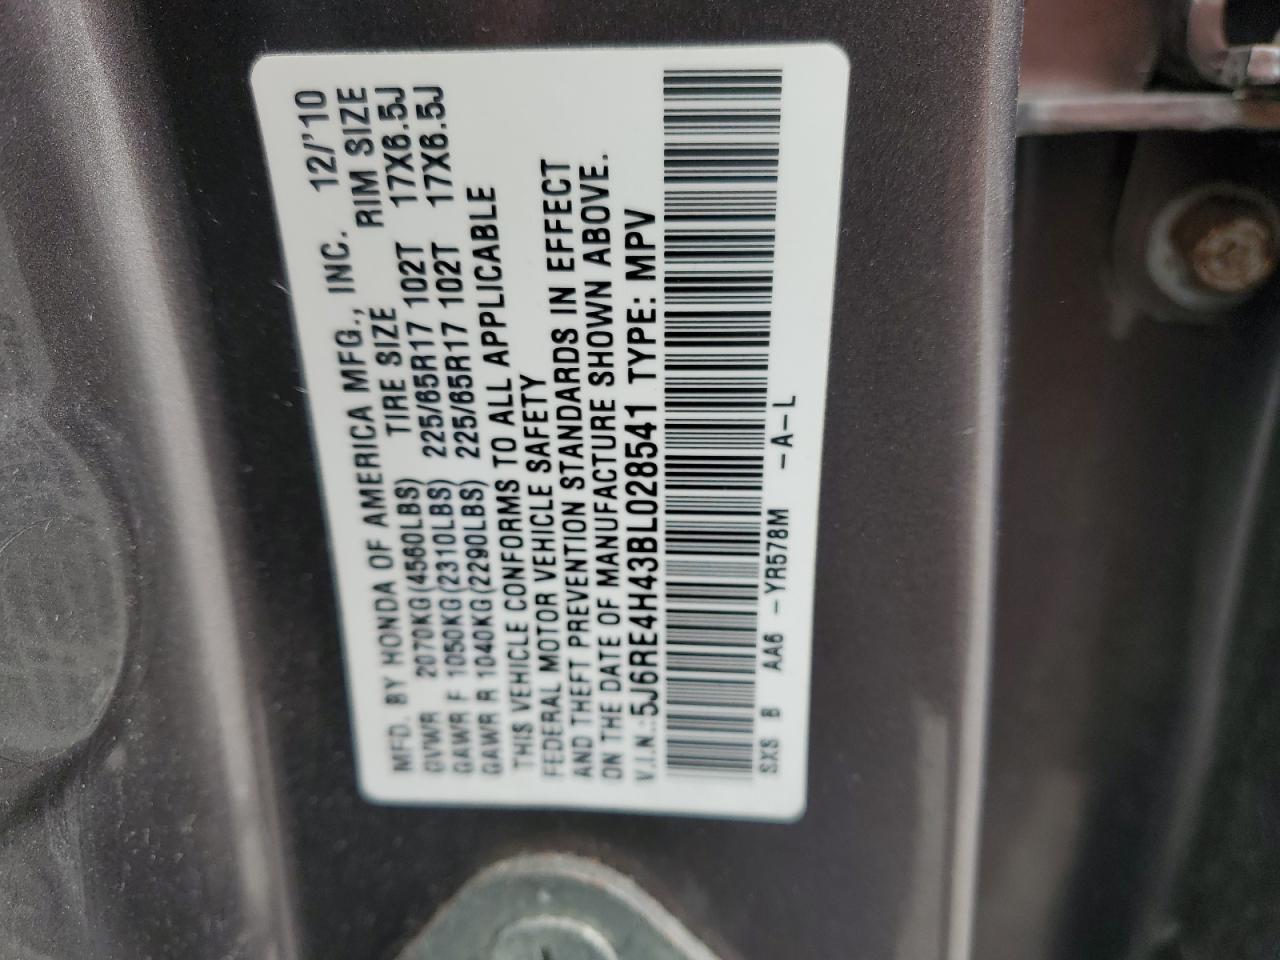 MFD. BY HONDA OF AMERICA MFG., INC. 12/'10
GVWR 2070KG(4560LBS) TIRE SIZE RIM SIZE
GAWR F 1050KG(2310LBS) 225/65R17 102T 17X6.5J
GAWR R 1040KG(2290LBS) 225/65R17 102T 17X6.5J
THIS VEHICLE CONFORMS TO ALL APPLICABLE
FEDERAL MOTOR VEHICLE SAFETY
AND THEFT PREVENTION STANDARDS IN EFFECT
ON THE DATE OF MANUFACTURE SHOWN ABOVE.
V.I.N.:5J6RE4H43BL028541 TYPE: MPV
SXS B AA6 -YR578M -A-L